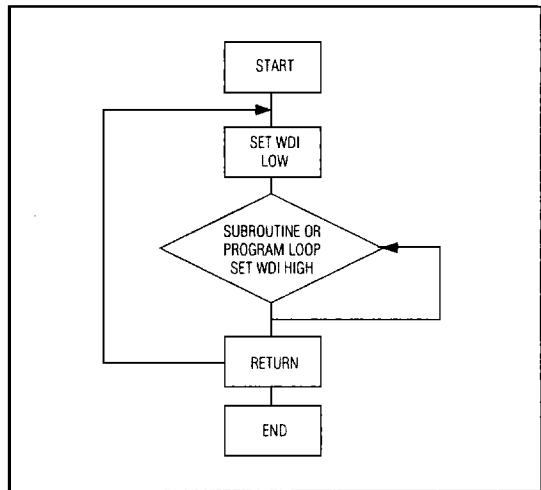 START
SET WDI
LOW
SUBROUTINE OR
PROGRAM LOOP
SET WDI HIGH
RETURN
END